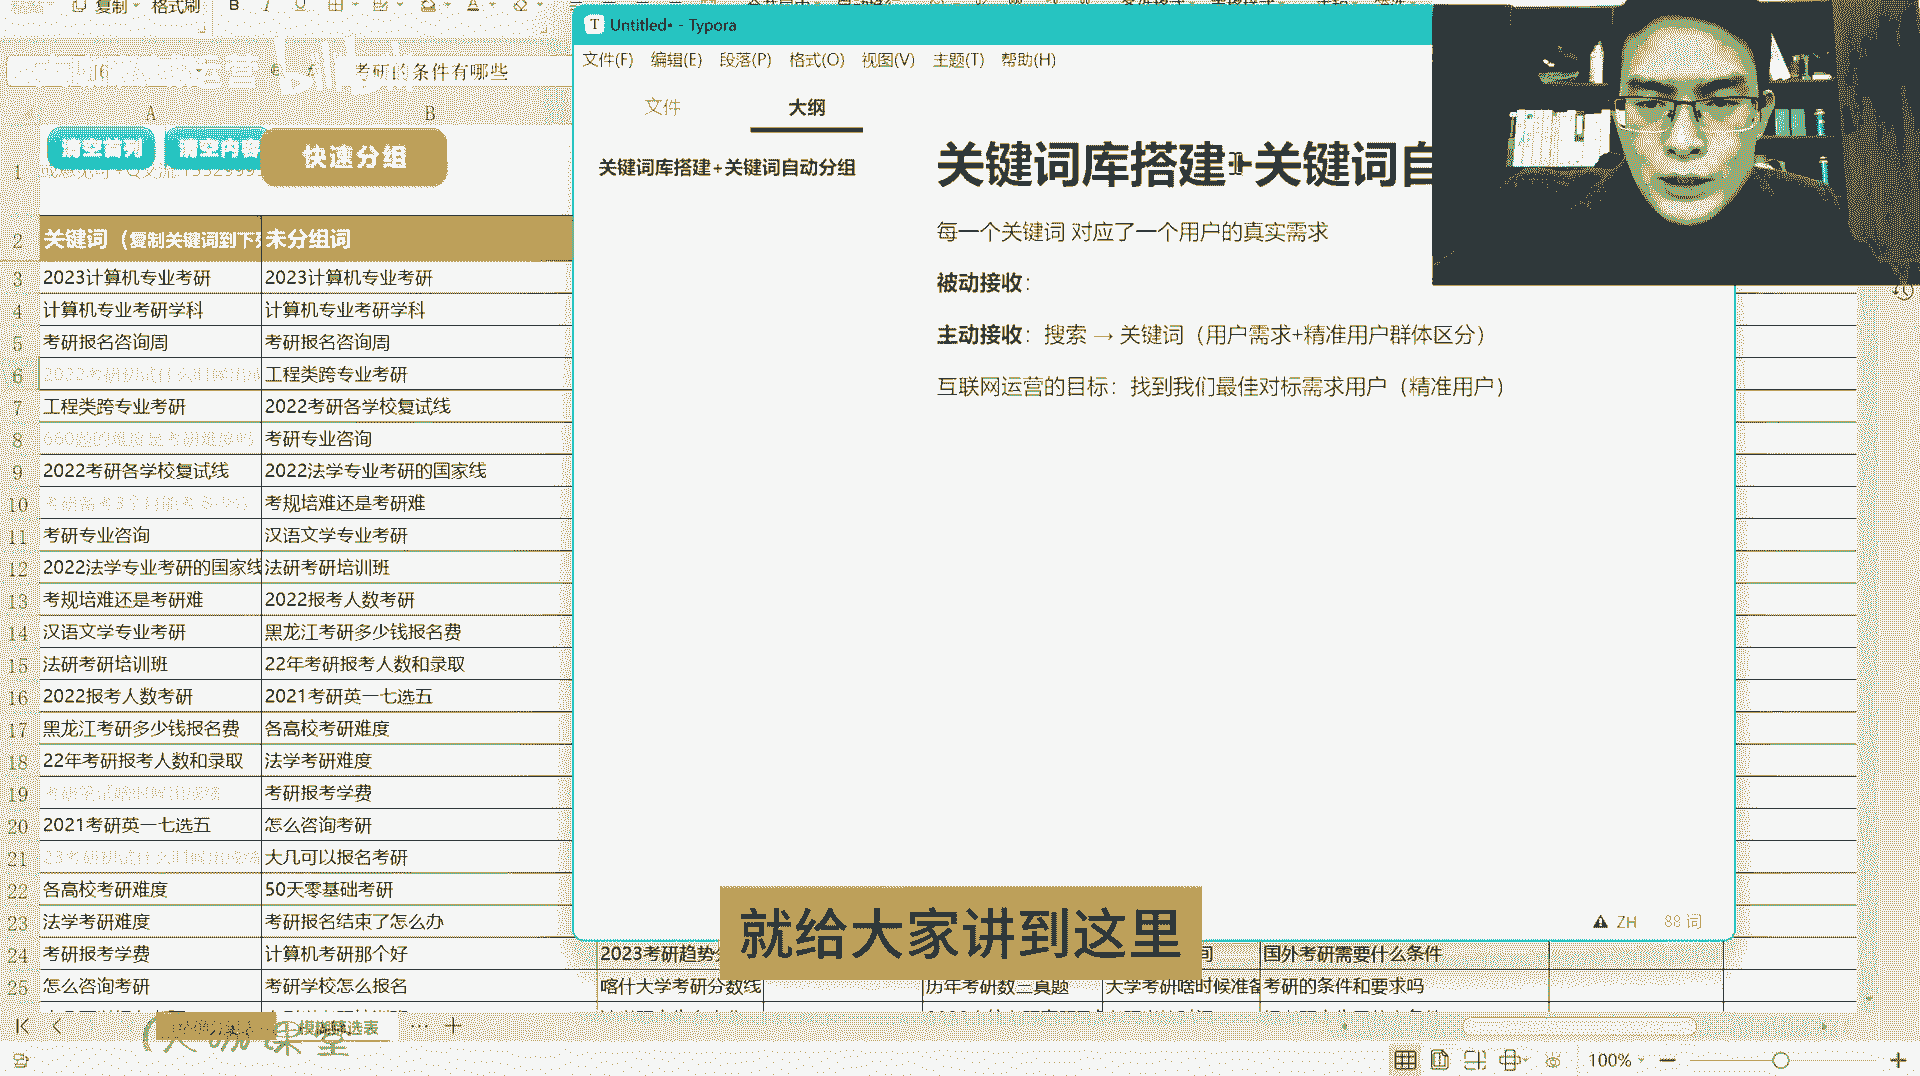 复制 格式刷
B
考研的条件有哪些
A
B
清空首列
清空内容
快速分组
1
2
关键词（复制关键词到下
未分组词
3
2023计算机专业考研
2023计算机专业考研
4
计算机专业考研学科
计算机专业考研学科
5
考研报名咨询周
考研报名咨询周
6
工程类跨专业考研
7
工程类跨专业考研
2022考研各学校复试线
8
考研专业咨询
9
2022考研各学校复试线
2022法学专业考研的国家线
10
考规培难还是考研难
11
考研专业咨询
汉语文学专业考研
12
2022法学专业考研的国家线
法研考研培训班
13
考规培难还是考研难
2022报考人数考研
14
汉语文学专业考研
黑龙江考研多少钱报名费
15
法研考研培训班
22年考研报考人数和录取
16
2022报考人数考研
2021考研英一七选五
17
黑龙江考研多少钱报名费
各高校考研难度
18
22年考研报考人数和录取
法学考研难度
19
考研报考学费
20
2021考研英一七选五
怎么咨询考研
21
大几可以报名考研
22
各高校考研难度
50天零基础考研
23
法学考研难度
考研报名结束了怎么办
24
考研报考学费
计算机考研那个好
2023考研趋势
国外考研需要什么条件
25
怎么咨询考研
考研学校怎么报名
喀什大学考研分数线
历年考研数三真题
大学考研啥时候准备
考研的条件和要求吗
T Untitled• - Typora
文件(F) 编辑(E) 段落(P) 格式(O) 视图(V) 主题(T) 帮助(H)
文件
大纲
关键词库搭建+关键词自动分组
关键词库搭建+关键词自
每一个关键词 对应了一个用户的真实需求
被动接收：
主动接收：搜索 → 关键词（用户需求+精准用户群体区分）
互联网运营的目标：找到我们最佳对标需求用户（精准用户）
ZH 88 词
就给大家讲到这里
100%